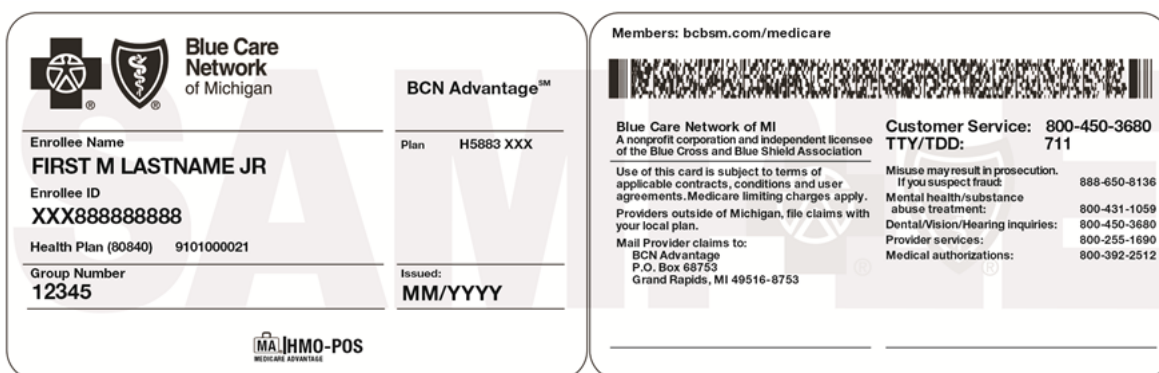 Blue Care
Network
of Michigan
BCN Advantage℠
Enrollee Name
FIRST M LASTNAME JR
Plan H5883 XXX
Enrollee ID
XXX888888888
Health Plan (80840) 9101000021
Group Number
12345
Issued:
MM/YYYY
MA HMO-POS
MEDICARE ADVANTAGE
Members: bcbsm.com/medicare
Blue Care Network of MI
A nonprofit corporation and independent licensee
of the Blue Cross and Blue Shield Association
Use of this card is subject to terms of
applicable contracts, conditions and user
agreements. Medicare limiting charges apply.
Providers outside of Michigan, file claims with
your local plan.
Mail Provider claims to:
BCN Advantage
P.O. Box 68753
Grand Rapids, MI 49516-8753
Customer Service: 800-450-3680
TTY/TDD: 711
Misuse may result in prosecution.
If you suspect fraud: 888-650-8136
Mental health/substance
abuse treatment: 800-431-1059
Dental/Vision/Hearing inquiries: 800-450-3680
Provider services: 800-255-1690
Medical authorizations: 800-392-2512
SAMPLE